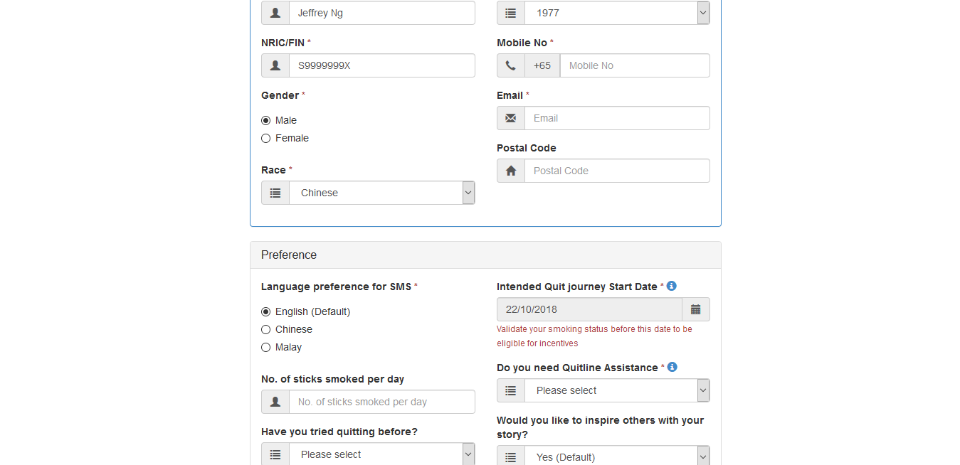 Jeffrey Ng
1977
NRIC/FIN *
Mobile No *
S9999999X
+65
Mobile No
Gender *
Email *
Male
Email
Female
Postal Code
Race *
Postal Code
Chinese
Preference
Language preference for SMS *
Intended Quit journey Start Date *
English (Default)
22/10/2018
Chinese
Validate your smoking status before this date to be
eligible for incentives
Malay
Do you need Quitline Assistance *
No. of sticks smoked per day
Please select
No. of sticks smoked per day
Would you like to inspire others with your
story?
Have you tried quitting before?
Please select
Yes (Default)